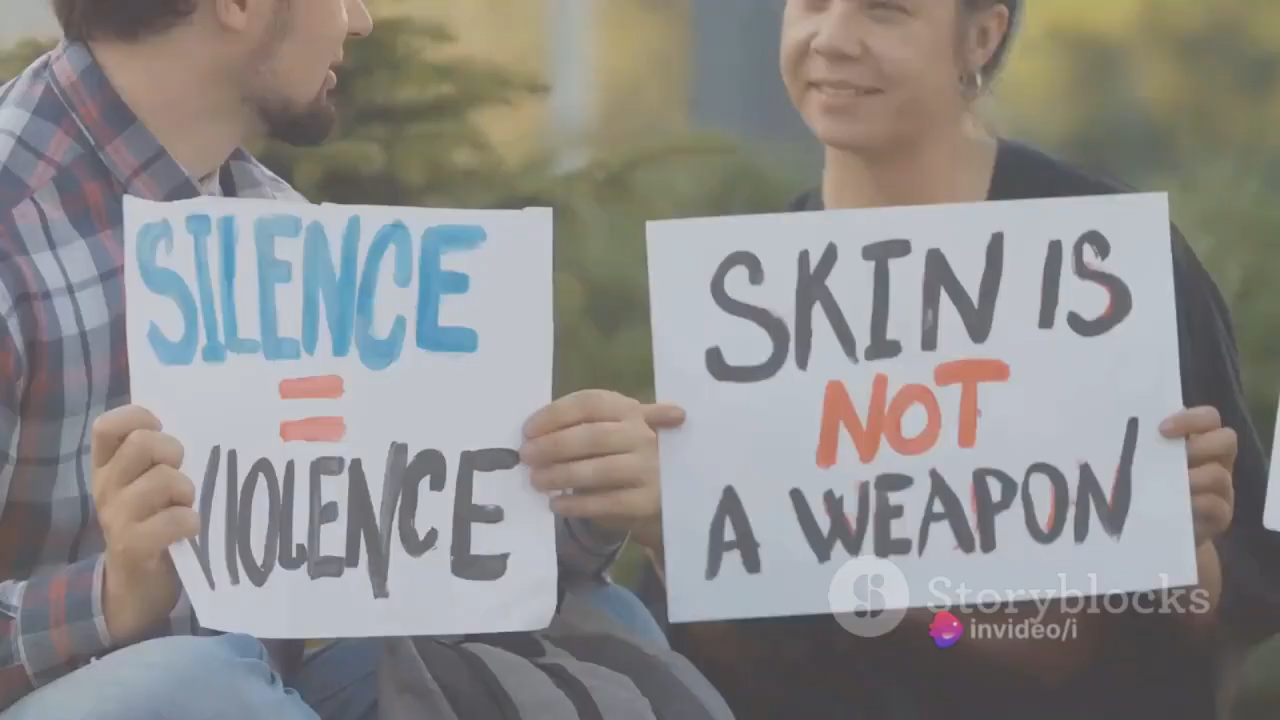 SILENCE
=
VIOLENCE
SKIN IS
NOT
A WEAPON
Storyblocks
invideo/i